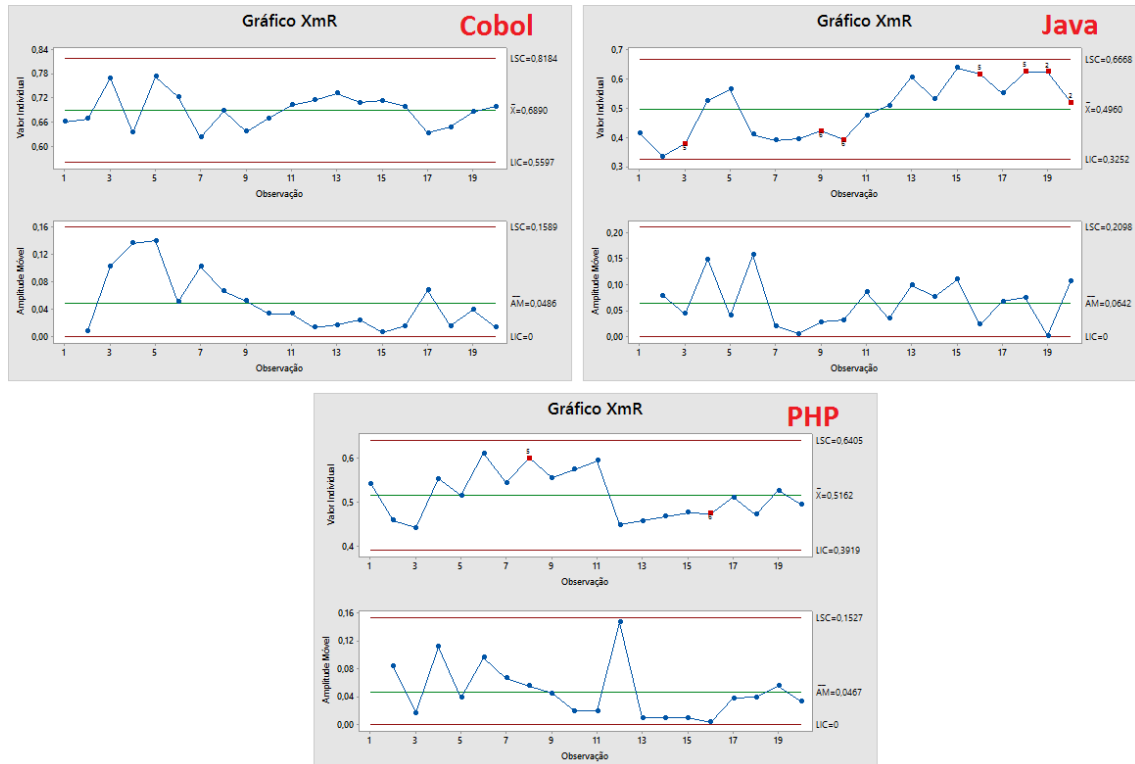 Gráfico XmR
Cobol
Valor Individual
0,84
0,78
0,72
0,66
0,60
LSC=0,8184
X̄=0,6890
LIC=0,5597
1 3 5 7 9 11 13 15 17 19
Observação
Amplitude Móvel
0,16
0,12
0,08
0,04
0,00
LSC=0,1589
A̅M̅=0,0486
LIC=0
1 3 5 7 9 11 13 15 17 19
Observação
Gráfico XmR
Java
Valor Individual
0,7
0,6
0,5
0,4
0,3
LSC=0,6668
X̄=0,4960
LIC=0,3252
5 2
2
1 3 5 7 9 11 13 15 17 19
Observação
Amplitude Móvel
0,20
0,15
0,10
0,05
0,00
LSC=0,2098
A̅M̅=0,0642
LIC=0
1 3 5 7 9 11 13 15 17 19
Observação
Gráfico XmR
PHP
Valor Individual
0,6
0,5
0,4
LSC=0,6405
X̄=0,5162
LIC=0,3919
1 3 5 7 9 11 13 15 17 19
Observação
Amplitude Móvel
0,16
0,12
0,08
0,04
0,00
LSC=0,1527
A̅M̅=0,0467
LIC=0
1 3 5 7 9 11 13 15 17 19
Observação